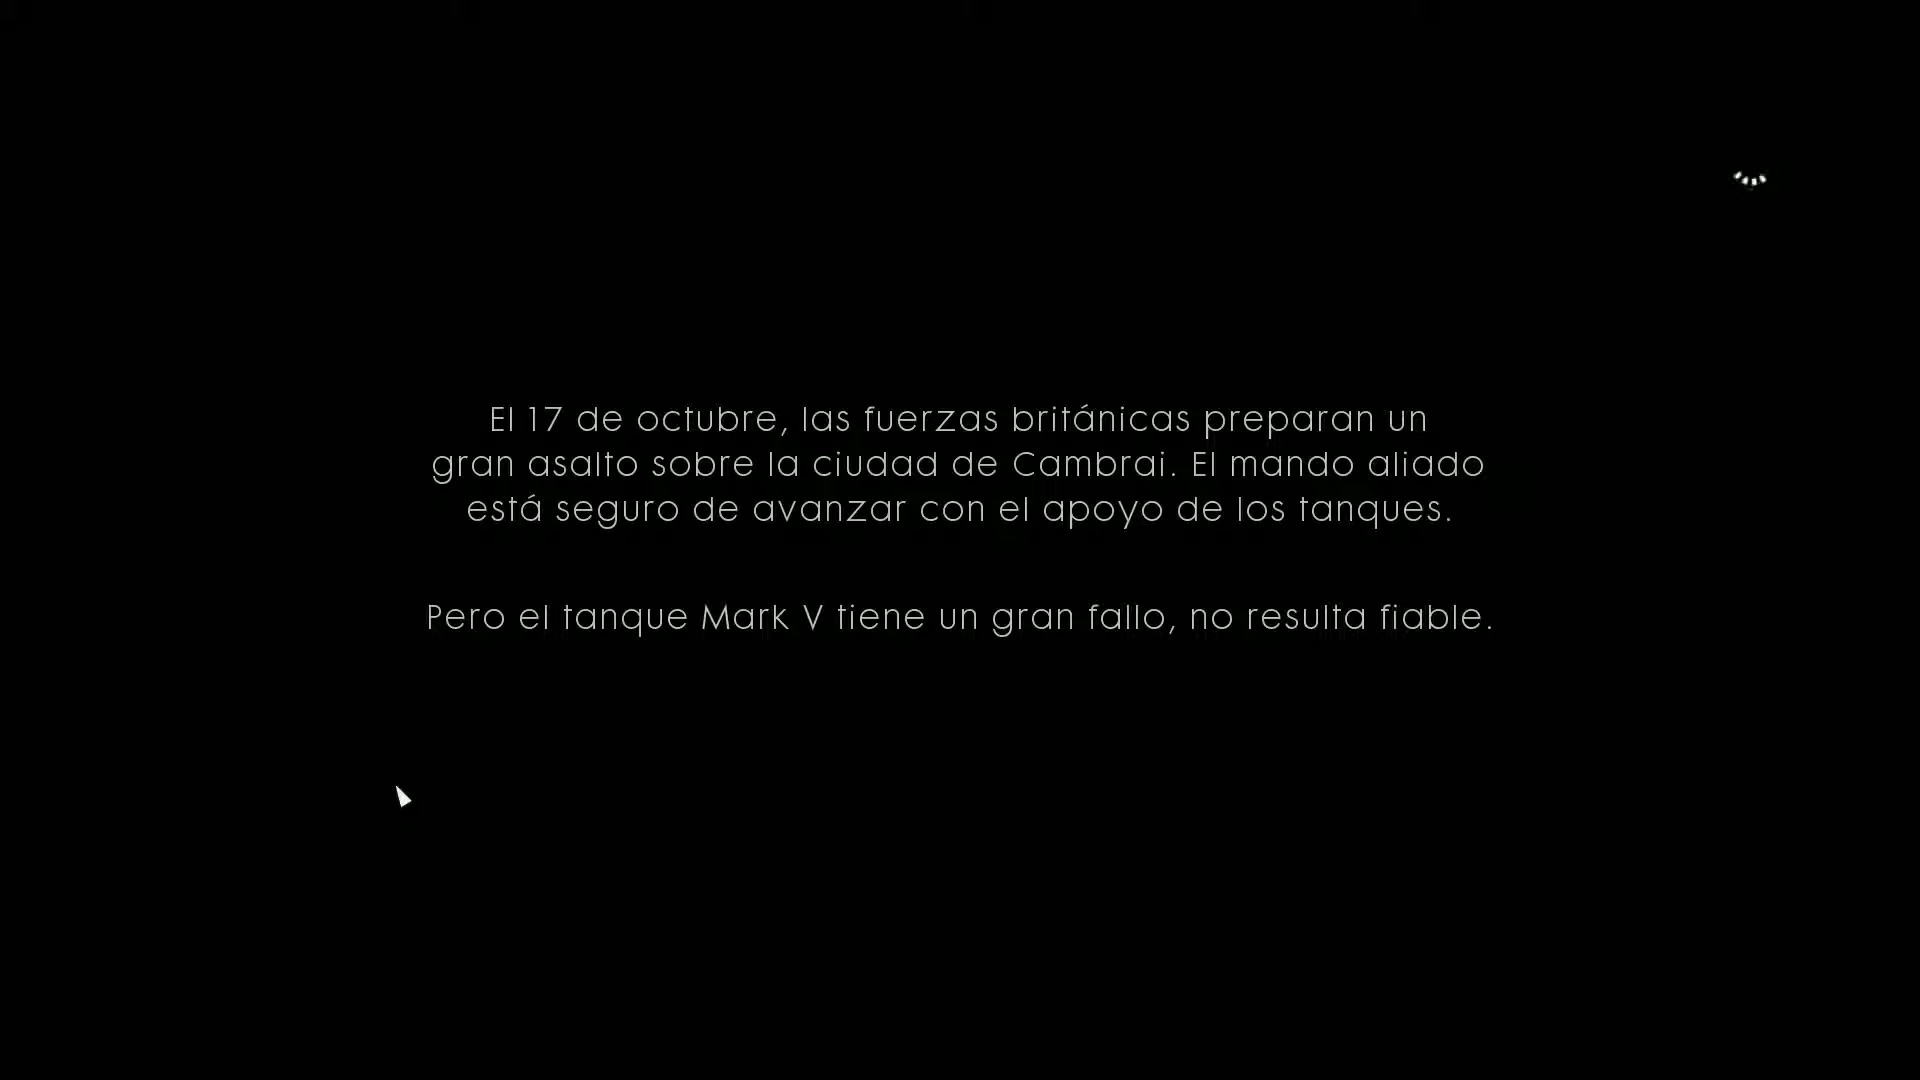 El 17 de octubre, las fuerzas británicas preparan un
gran asalto sobre la ciudad de Cambrai. El mando aliado
está seguro de avanzar con el apoyo de los tanques.
Pero el tanque Mark V tiene un gran fallo, no resulta fiable.